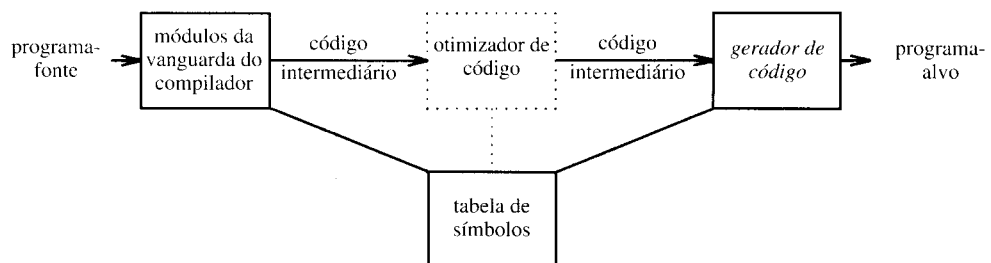 programa-
fonte
módulos da
vanguarda do
compilador
código
intermediário
otimizador de
código
código
intermediário
gerador de
código
programa-
alvo
tabela de
símbolos